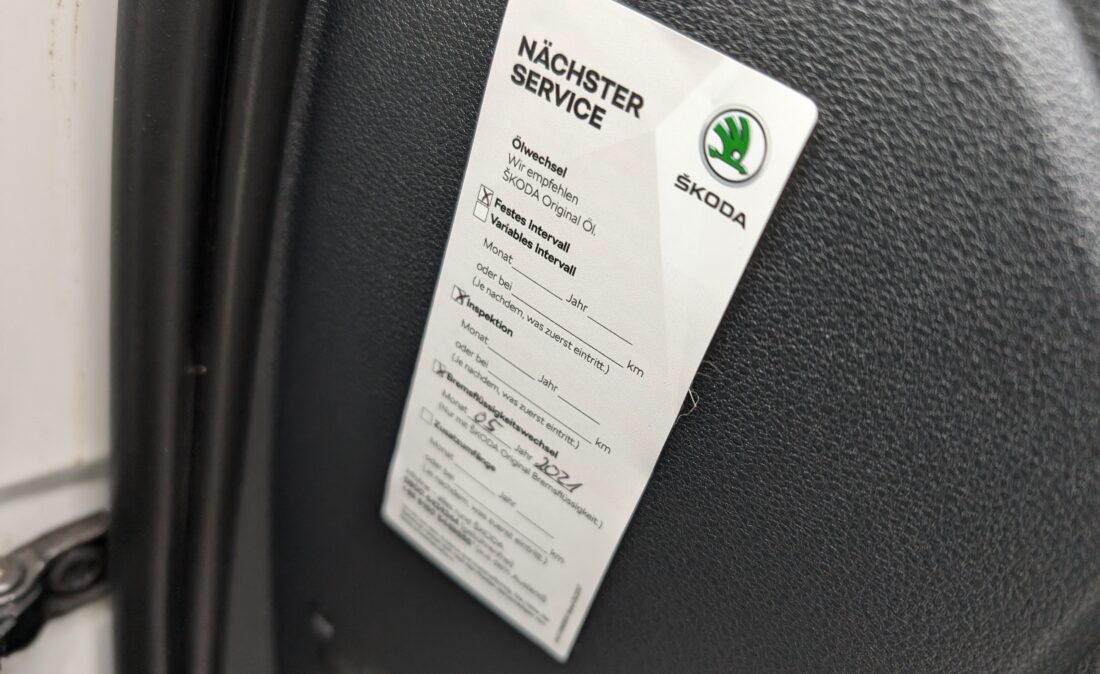 NÄCHSTER
SERVICE
ŠKODA
Ölwechsel
Wir empfehlen
ŠKODA Original Öl.
X Festes Intervall
Variables Intervall
Monat Jahr
oder bei km
(Je nachdem, was zuerst eintritt.)
X Inspektion
Monat Jahr
oder bei km
(Je nachdem, was zuerst eintritt.)
X Bremsflüssigkeitswechsel
Monat 05 Jahr 2021
(Nur mit ŠKODA Original Bremsflüssigkeit.)
Zusatzumfänge
Monat Jahr
oder bei km
(Je nachdem, was zuerst eintritt.)